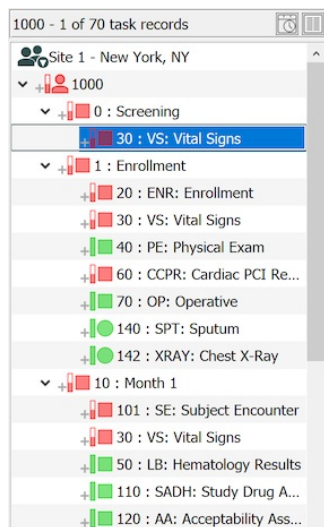 1000 - 1 of 70 task records
Site 1 - New York, NY
1000
0 : Screening
30 : VS: Vital Signs
1 : Enrollment
20 : ENR: Enrollment
30 : VS: Vital Signs
40 : PE: Physical Exam
60 : CCPR: Cardiac PCI Re...
70 : OP: Operative
140 : SPT: Sputum
142 : XRAY: Chest X-Ray
10 : Month 1
101 : SE: Subject Encounter
30 : VS: Vital Signs
50 : LB: Hematology Results
110 : SADH: Study Drug A...
120 : AA: Acceptability Ass...